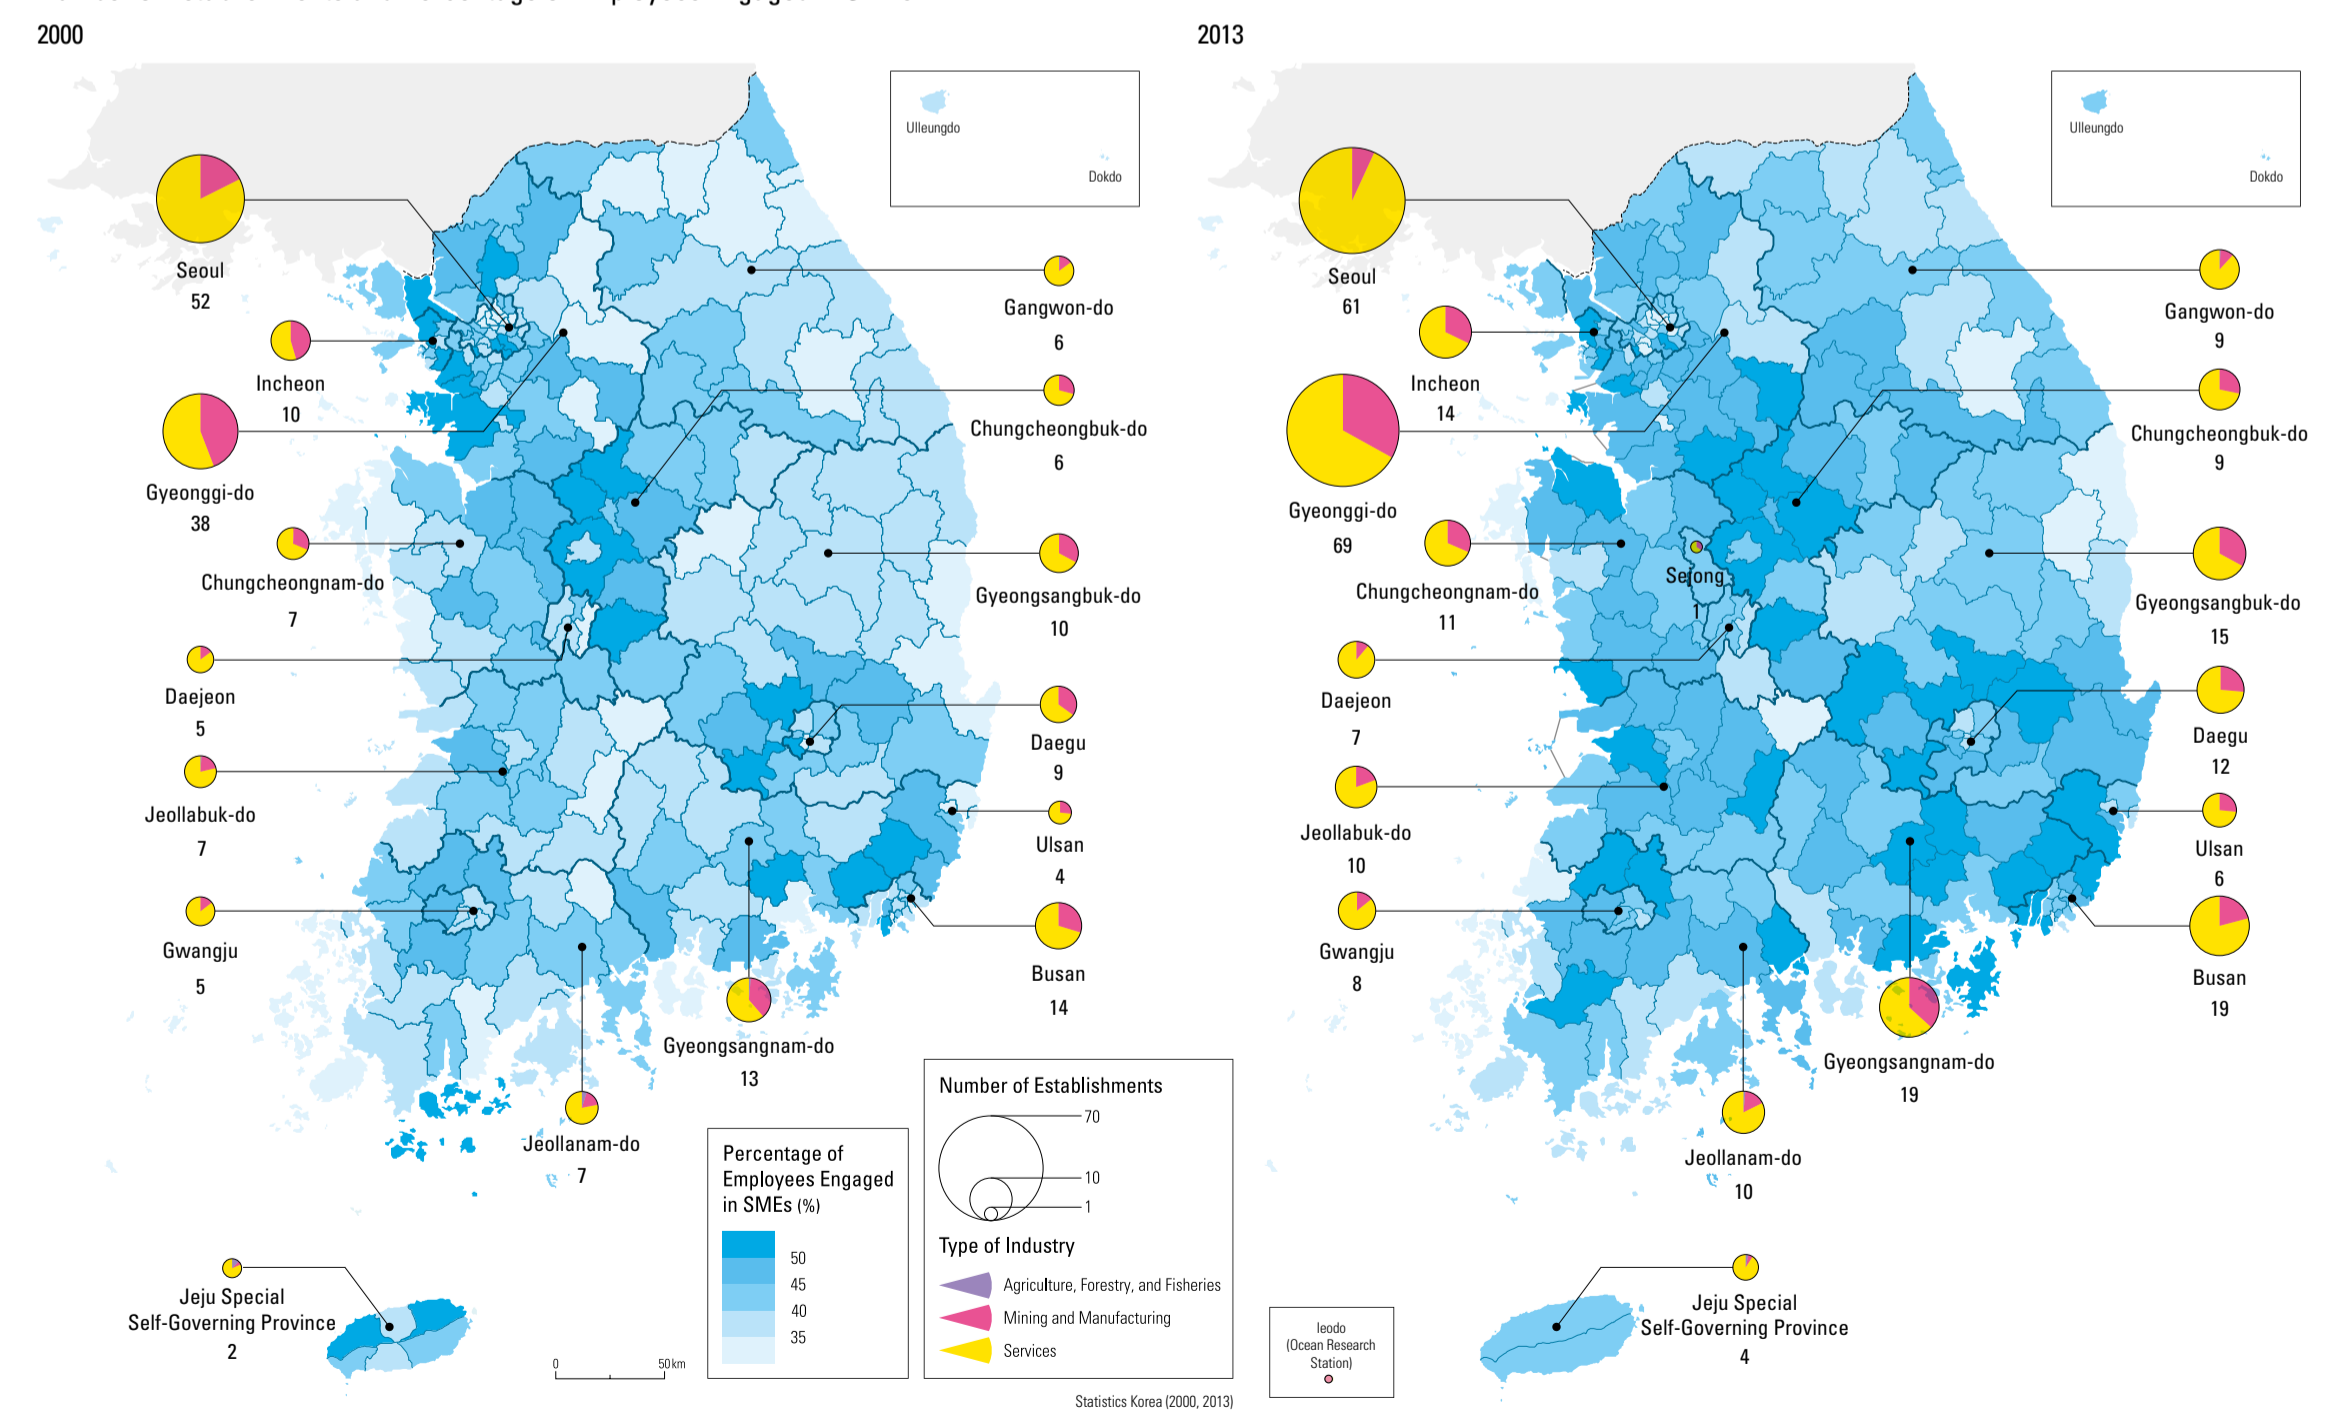 2000
2013
Ulleungdo
Dokdo
Seoul
52
Incheon
10
Gyeonggi-do
38
Chungcheongnam-do
7
Daejeon
5
Jeollabuk-do
7
Gwangju
5
Gangwon-do
6
Chungcheongbuk-do
6
Gyeongsangbuk-do
10
Daegu
9
Ulsan
4
Busan
14
Gyeongsangnam-do
13
Jeollanam-do
7
Jeju Special
Self-Governing Province
2
0 50 km
Percentage of
Employees Engaged
in SMEs (%)
50
45
40
35
Number of Establishments
70
10
1
Type of Industry
Agriculture, Forestry, and Fisheries
Mining and Manufacturing
Services
Statistics Korea (2000, 2013)
Ulleungdo
Dokdo
Seoul
61
Incheon
14
Gyeonggi-do
69
Chungcheongnam-do
11
Sejong
1
Daejeon
7
Jeollabuk-do
10
Gwangju
8
Gangwon-do
9
Chungcheongbuk-do
9
Gyeongsangbuk-do
15
Daegu
12
Ulsan
6
Busan
19
Gyeongsangnam-do
19
Jeollanam-do
10
Jeju Special
Self-Governing Province
4
Ieodo
(Ocean Research
Station)